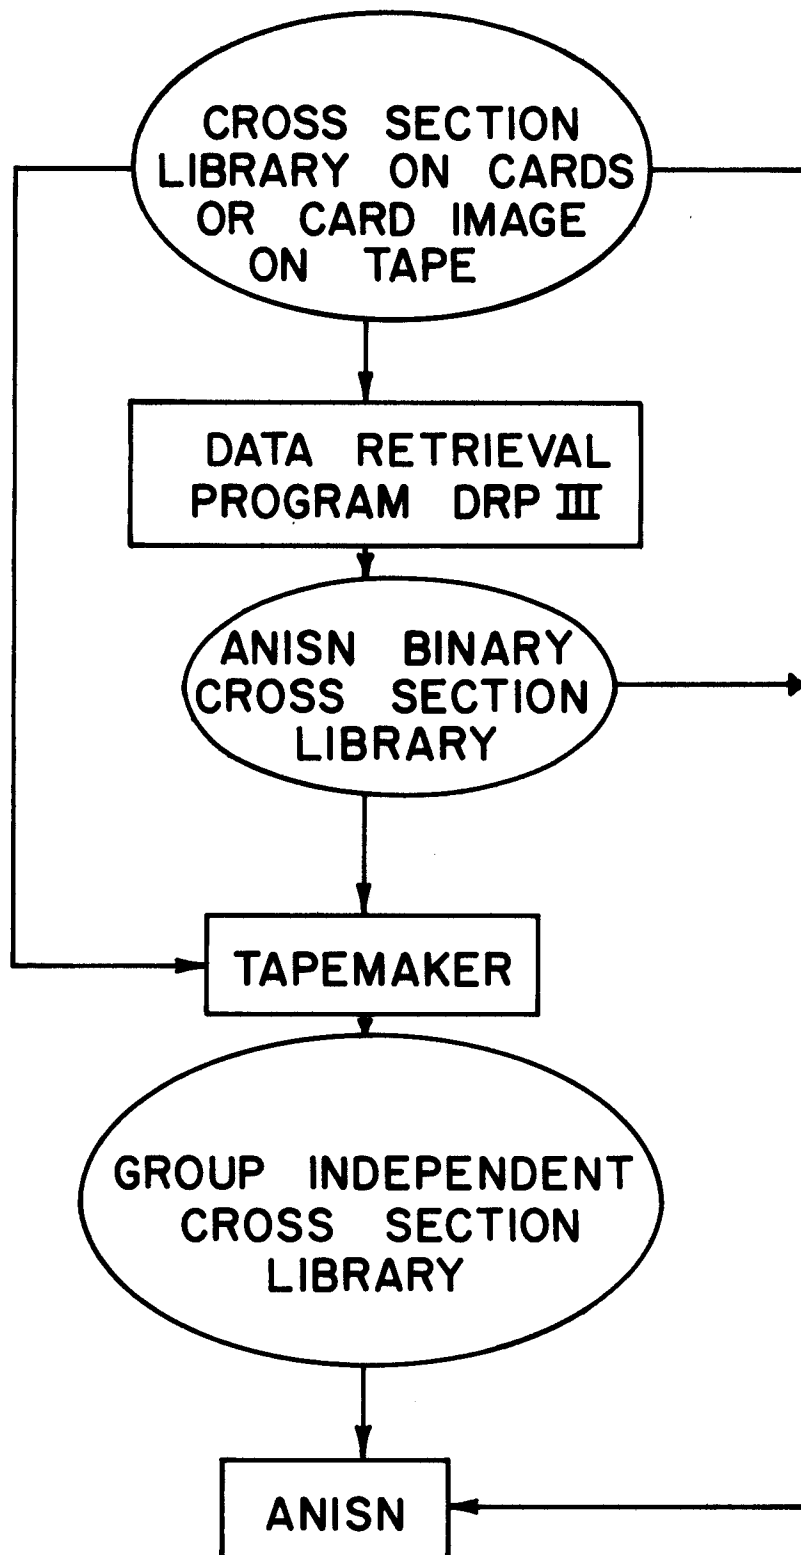 CROSS SECTION
LIBRARY ON CARDS
OR CARD IMAGE
ON TAPE
DATA RETRIEVAL
PROGRAM DRP III
ANISN BINARY
CROSS SECTION
LIBRARY
TAPEMAKER
GROUP INDEPENDENT
CROSS SECTION
LIBRARY
ANISN